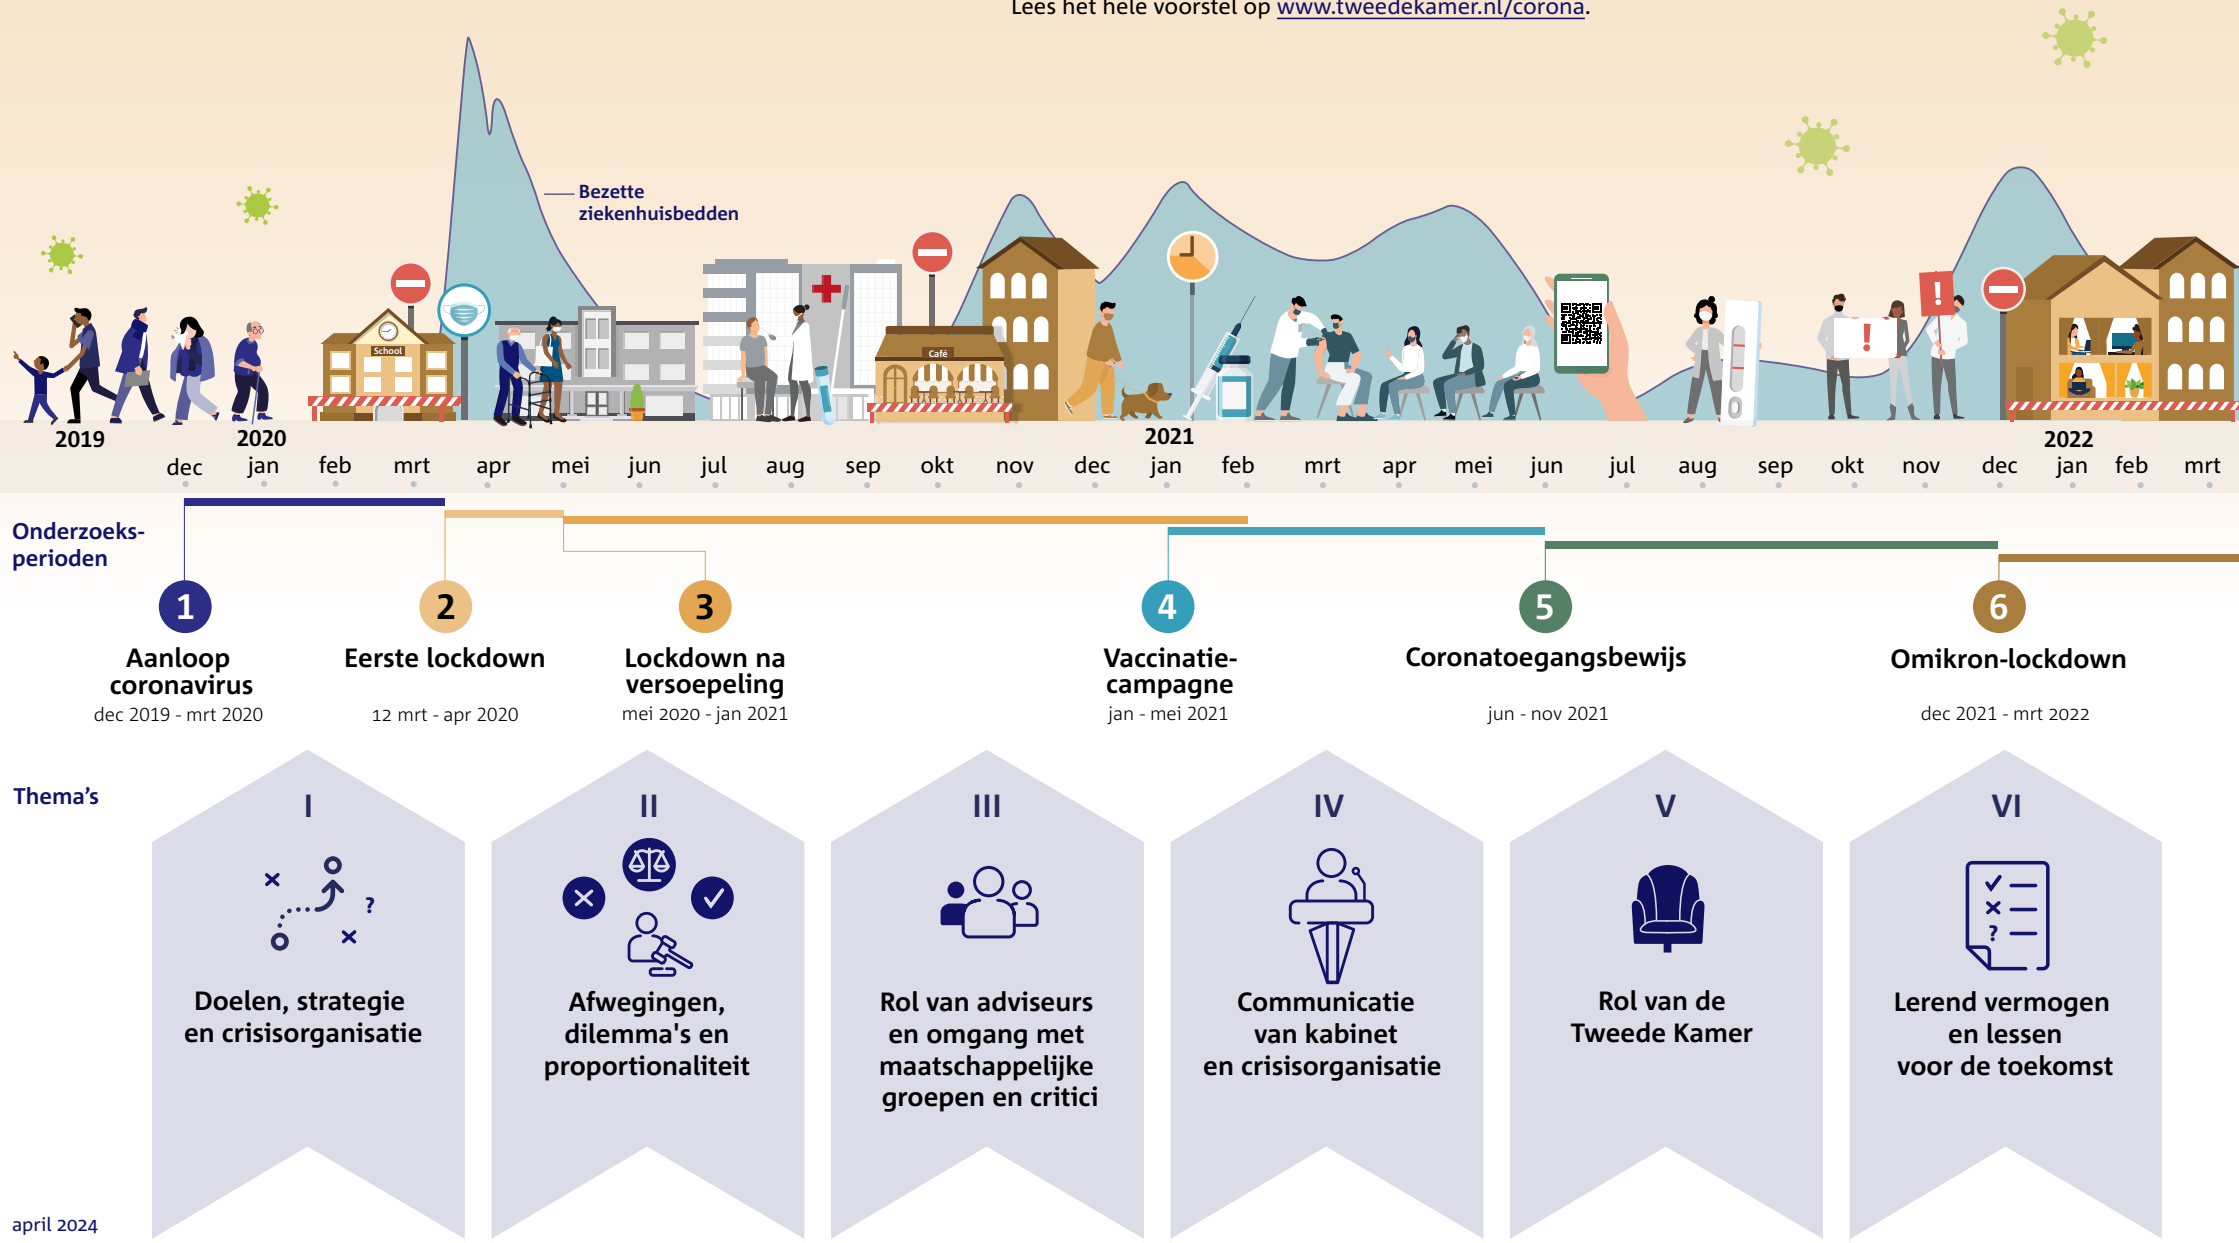 Lees het hele voorstel op www.tweedekamer.nl/corona.
Bezette
ziekenhuisbedden
School
Café
!
!
2019
2020
2021
2022
dec jan feb mrt apr mei jun jul aug sep okt nov dec jan feb mrt apr mei jun jul aug sep okt nov dec jan feb mrt
Onderzoeks-
perioden
1
Aanloop
coronavirus
dec 2019 - mrt 2020
2
Eerste lockdown
12 mrt - apr 2020
3
Lockdown na
versoepeling
mei 2020 - jan 2021
4
Vaccinatie-
campagne
jan - mei 2021
5
Coronatoegangsbewijs
jun - nov 2021
6
Omikron-lockdown
dec 2021 - mrt 2022
Thema's
I
?
Doelen, strategie
en crisisorganisatie
II
Afwegingen,
dilemma's en
proportionaliteit
III
Rol van adviseurs
en omgang met
maatschappelijke
groepen en critici
IV
Communicatie
van kabinet
en crisisorganisatie
V
Rol van de
Tweede Kamer
VI
?
Lerend vermogen
en lessen
voor de toekomst
april 2024